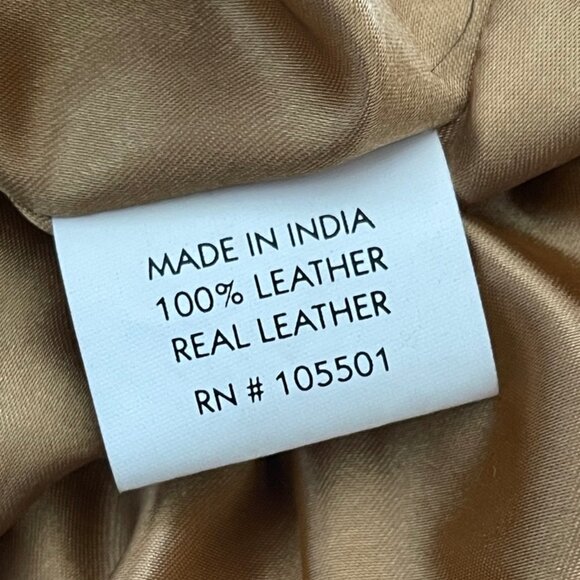 MADE IN INDIA
100% LEATHER
REAL LEATHER
RN # 105501